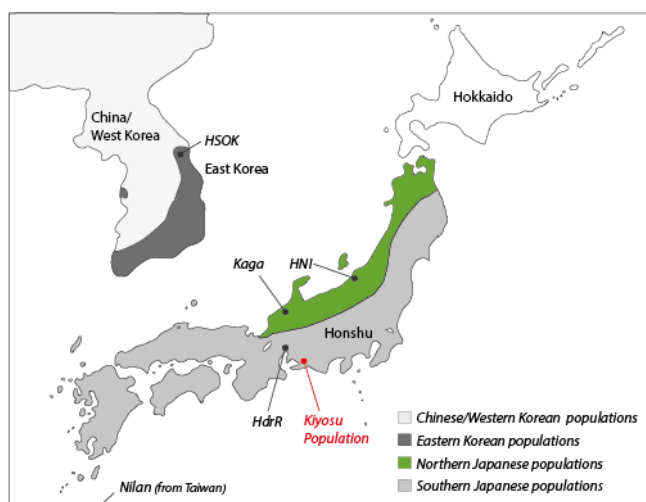 Hokkaido
China/
West Korea
HSOK
East Korea
Kaga
HNI
Honshu
HdrR
Kiyosu
Population
Nilan (from Taiwan)
Chinese/Western Korean populations
Eastern Korean populations
Northern Japanese populations
Southern Japanese populations